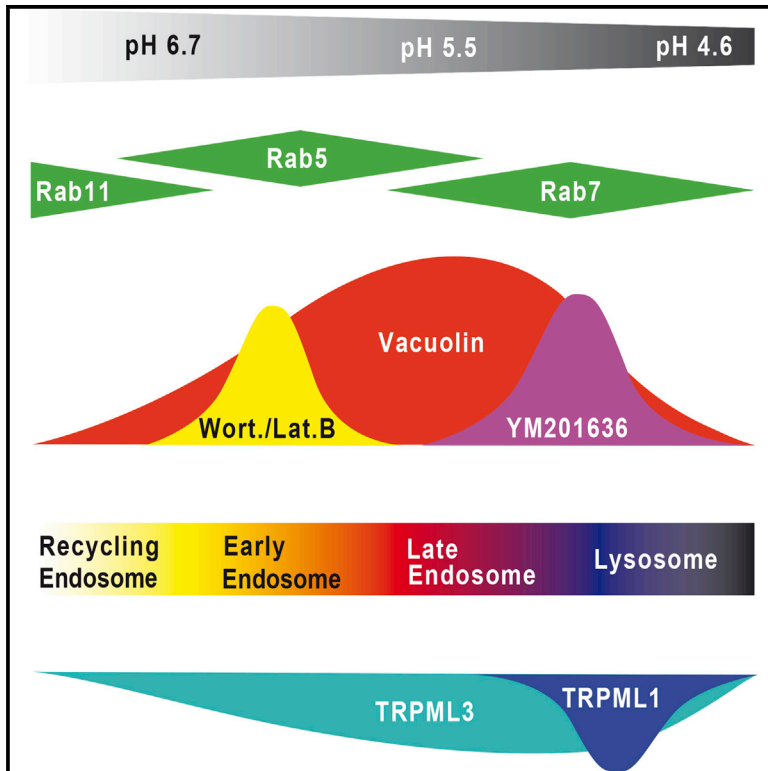 pH 6.7
pH 5.5
pH 4.6
Rab5
Rab11
Rab7
Vacuolin
Wort./Lat.B
YM201636
Recycling
Endosome
Early
Endosome
Late
Endosome
Lysosome
TRPML3
TRPML1